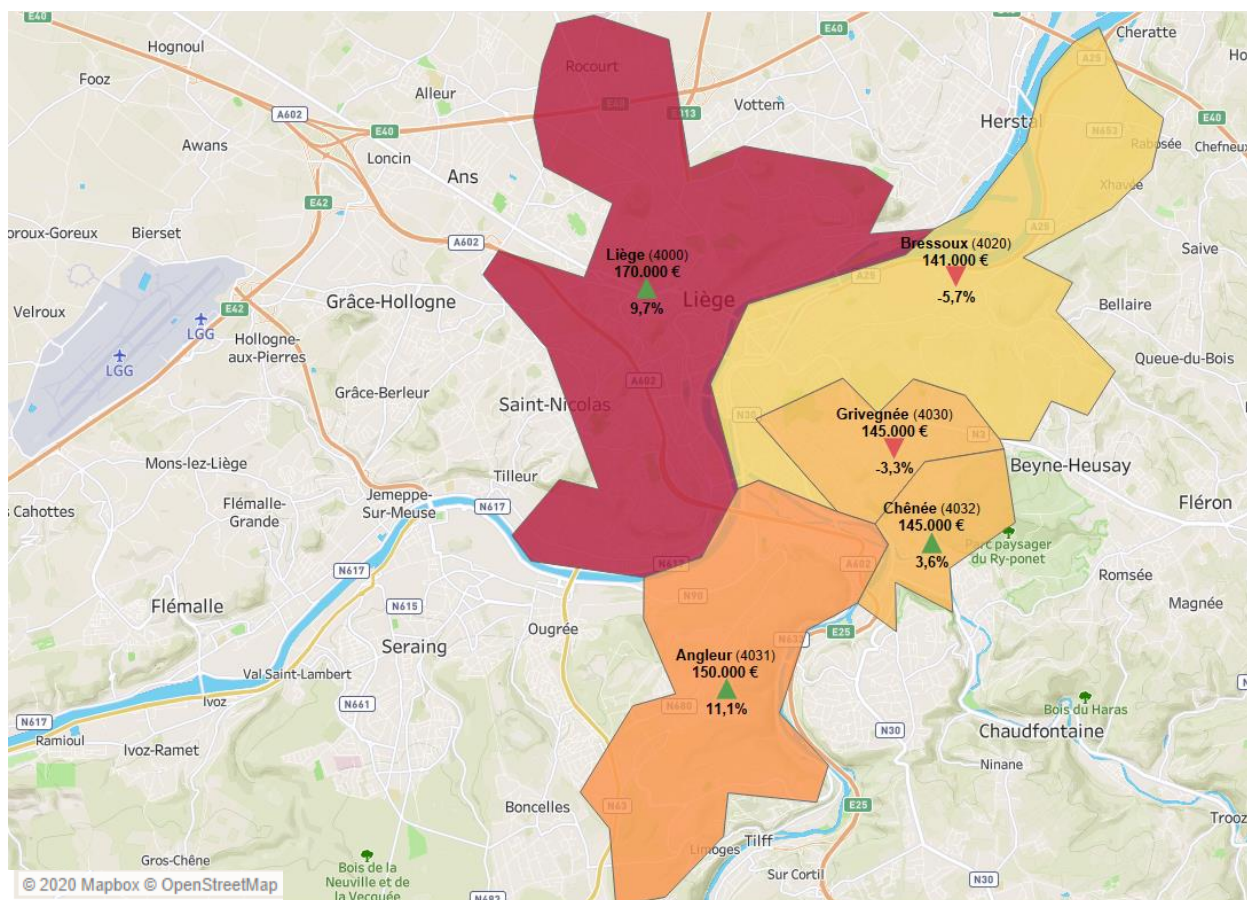 E40
Cheratte
Hognoul
E40
A25
Fooz
Rocourt
Alleur
E40
Vottem
A602
E313
Herstal
N653
E40
Awans
E40
Rabosée
Chefneux
Loncin
Ans
Xhavée
E42
Bierset
A602
A25
Saive
Bressoux (4020)
141.000 €
-5,7%
Liège (4000)
170.000 €
9,7%
Liège
A25
Velroux
E42
Grâce-Hollogne
Bellaire
LGG
LGG
Hollogne-
aux-Pierres
Queue-du-Bois
A602
Grâce-Berleur
Saint-Nicolas
N30
Grivegnée (4030)
145.000 €
-3,3%
N3
Mons-lez-Liège
Tilleur
Beyne-Heusay
Flémalle-
Grande
Jemeppe-
Sur-Meuse
N617
Fléron
s Cahottes
Chênée (4032)
145.000 €
3,6%
Parc paysager
du Ry-ponet
N617
N617
A602
Romsée
Flémalle
N615
N90
Magnée
Ougrée
Seraing
N633
E25
Val Saint-Lambert
Angleur (4031)
150.000 €
11,1%
Ivoz
N661
N680
Bois du Haras
N617
Ramioul
Ivoz-Ramet
N30
Chaudfontaine
Ninane
Boncelles
N63
E25
Trooz
Tilff
Limoges
Gros-Chêne
Bois de la
Neuville et de
la Vecquée
Sur Cortil
N30
© 2020 Mapbox © OpenStreetMap